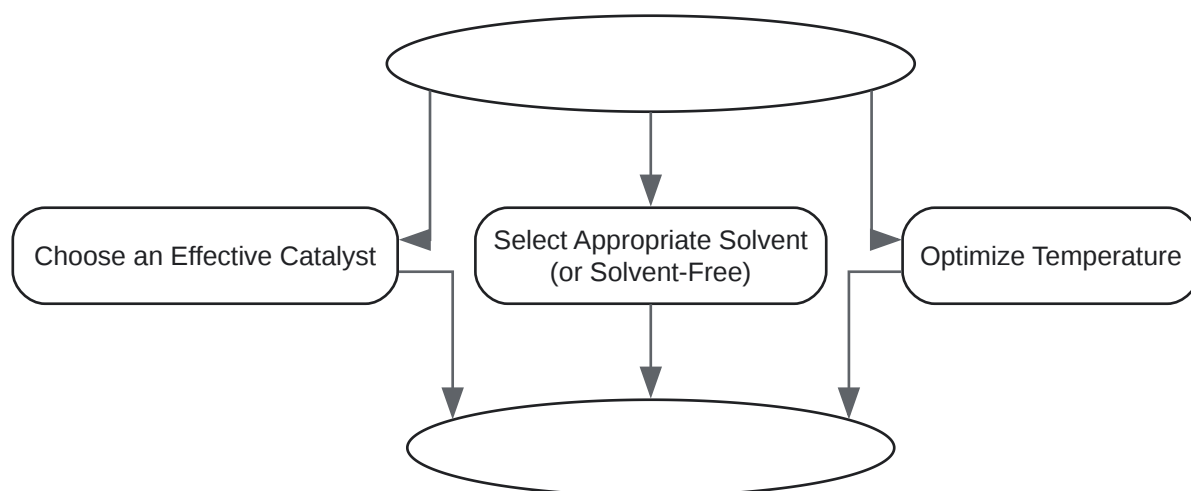 Choose an Effective Catalyst
Select Appropriate Solvent
(or Solvent-Free)
Optimize Temperature